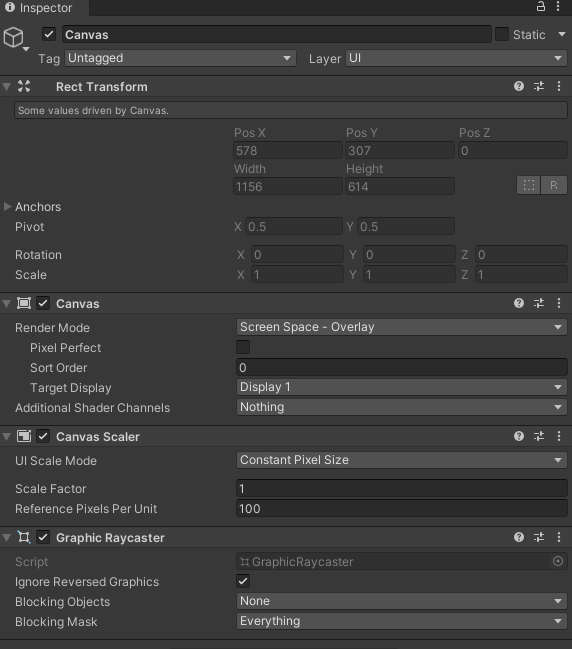 Inspector
Canvas Static
Tag Untagged Layer UI
Rect Transform
Some values driven by Canvas.
Pos X Pos Y Pos Z
578 307 0
Width Height
1156 614
R
Anchors
Pivot X 0.5 Y 0.5
Rotation X 0 Y 0 Z 0
Scale X 1 Y 1 Z 1
Canvas
Render Mode Screen Space - Overlay
Pixel Perfect
Sort Order 0
Target Display Display 1
Additional Shader Channels Nothing
Canvas Scaler
UI Scale Mode Constant Pixel Size
Scale Factor 1
Reference Pixels Per Unit 100
Graphic Raycaster
Script GraphicRaycaster
Ignore Reversed Graphics
Blocking Objects None
Blocking Mask Everything